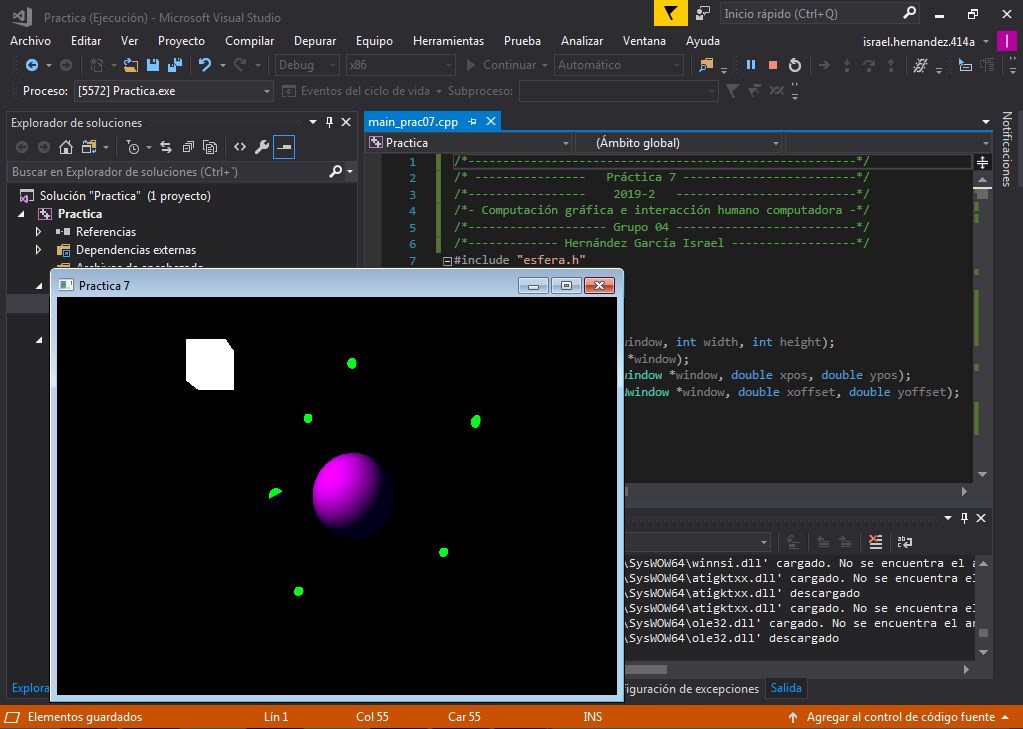 Practica (Ejecución) - Microsoft Visual Studio
Inicio rápido (Ctrl+Q)
Archivo Editar Ver Proyecto Compilar Depurar Equipo Herramientas Prueba Analizar Ventana Ayuda
israel.hernandez.414a
I
Debug x86 Continuar Automático
Proceso: [5572] Practica.exe Eventos del ciclo de vida Subproceso:
Explorador de soluciones
Buscar en Explorador de soluciones (Ctrl+¨)
Solución "Practica" (1 proyecto)
Practica
Referencias
Dependencias externas
main_prac07.cpp
Practica (Ámbito global)
1 /*--------------------------------------------------------*/
2 /* ---------------- Práctica 7 --------------------------*/
3 /*----------------- 2019-2 ---------------------------*/
4 /*- Computación gráfica e interacción humano computadora -*/
5 /*------------------- Grupo 04 ---------------------------*/
6 /*------------- Hernández García Israel ------------------*/
7 #include "esfera.h"
window, int width, int height);
*window);
window *window, double xpos, double ypos);
window *window, double xoffset, double yoffset);
Practica 7
\SysWOW64\winnsi.dll' cargado. No se encuentra el a
\SysWOW64\atigktxx.dll' cargado. No se encuentra el
\SysWOW64\atigktxx.dll' descargado
\SysWOW64\atigktxx.dll' cargado. No se encuentra el
\SysWOW64\ole32.dll' cargado. No se encuentra el ar
\SysWOW64\ole32.dll' descargado
Explora
figuración de excepciones Salida
Notificaciones
Elementos guardados Lín 1 Col 55 Car 55 INS Agregar al control de código fuente